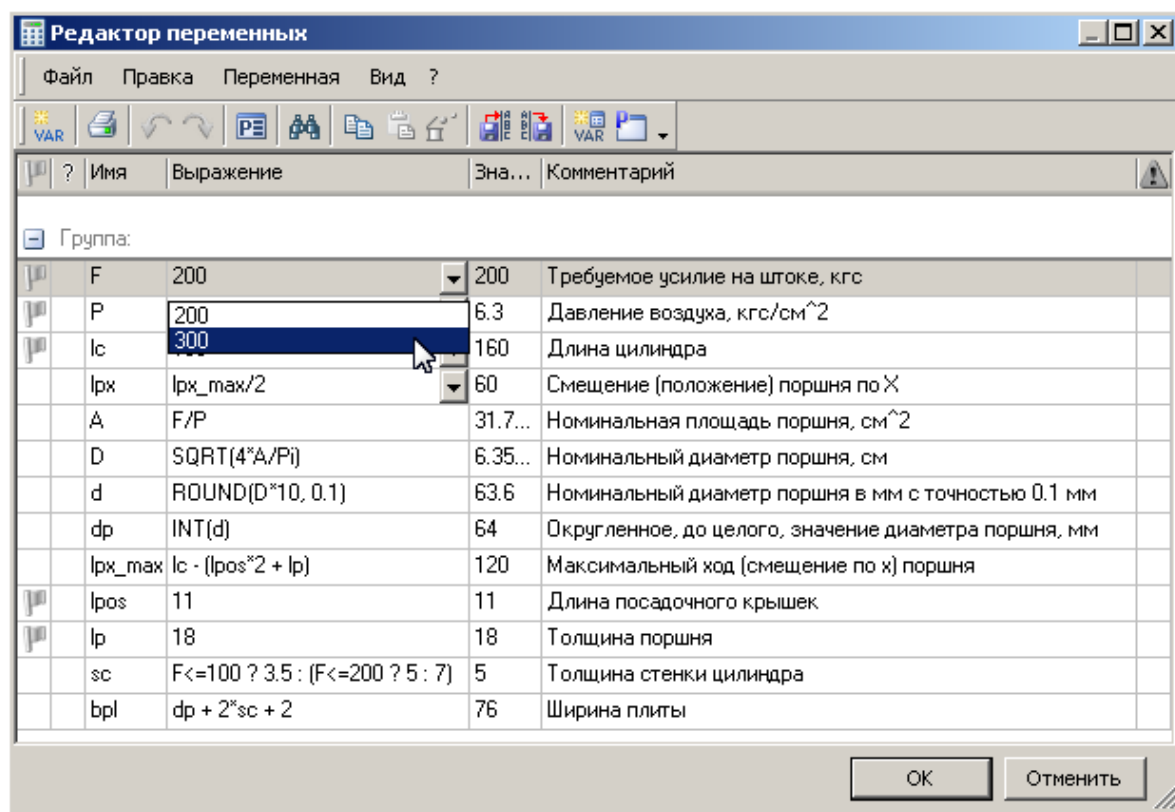 Редактор переменных
Файл Правка Переменная Вид ?
VAR PE VAR P
? Имя Выражение Зна... Комментарий
Группа:
F 200 200 Требуемое усилие на штоке, кгс
P 200 6.3 Давление воздуха, кгс/см^2
lc 300 160 Длина цилиндра
lpx lpx_max/2 60 Смещение (положение) поршня по X
A F/P 31.7... Номинальная площадь поршня, см^2
D SQRT(4*A/Pi) 6.35... Номинальный диаметр поршня, см
d ROUND(D*10, 0.1) 63.6 Номинальный диаметр поршня в мм с точностью 0.1 мм
dp INT(d) 64 Округленное, до целого, значение диаметра поршня, мм
lpx_max lc - (lpos*2 + lp) 120 Максимальный ход (смещение по x) поршня
lpos 11 11 Длина посадочного крышек
lp 18 18 Толщина поршня
sc F<=100 ? 3.5 : (F<=200 ? 5 : 7) 5 Толщина стенки цилиндра
bpl dp + 2*sc + 2 76 Ширина плиты
OK Отменить